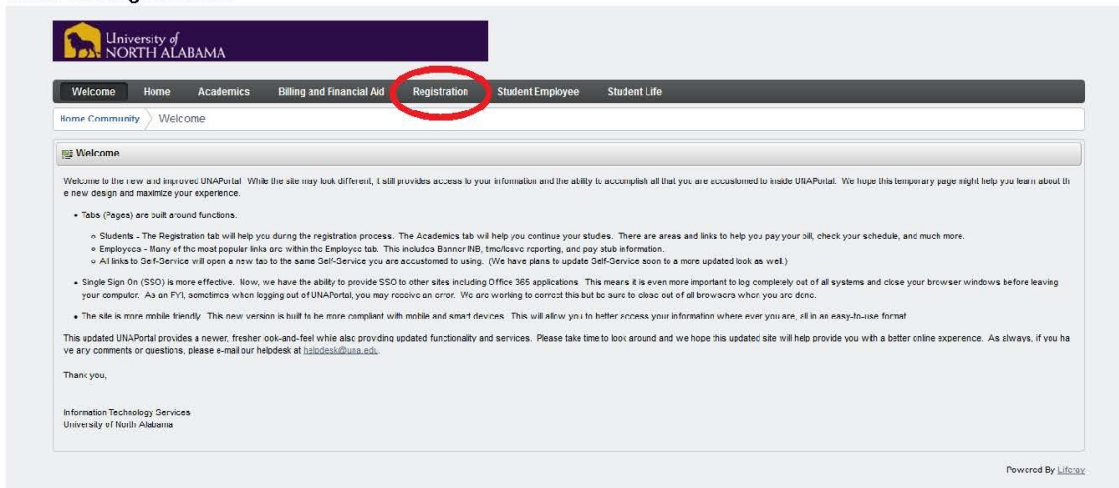 University of
NORTH ALABAMA
Welcome Home Academics Billing and Financial Aid Registration Student Employee Student Life
Home Community Welcome
Welcome
Welcome to the new and improved UNAPortal While the site may look different, it still provides access to your information and the ability to accomplish all that you are accustomed to inside UNAPortal. We hope this temporary page might help you learn about th
e new design and maximize your experience.
• Tabs (Pages) are built around functions.
o Students - The Registration tab will help you during the registration process. The Academics tab will help you continue your studies. There are areas and links to help you pay your bill, check your schedule, and much more.
o Employees - Many of the most popular links are within the Employee tab. This includes Banner INB, time/leave reporting, and pay stub information.
o All links to Self-Service will open a new tab to the same Self-Service you are accustomed to using. (We have plans to update Self-Service soon to a more updated look as well.)
• Single Sign On (SSO) is more effective. Now, we have the ability to provide SSO to other sites including Office 365 applications. This means it is even more important to log completely out of all systems and close your browser windows before leaving
your computer. As an FYI, sometimes when logging out of UNAPortal, you may receive an error. We are working to correct this but be sure to close out of all browsers when you are done.
• The site is more mobile friendly. This new version is built to be more compliant with mobile and smart devices. This will allow you to better access your information where ever you are, all in an easy-to-use format
This updated UNAPortal provides a newer, fresher look-and-feel while also providing updated functionality and services. Please take time to look around and we hope this updated site will help provide you with a better online experience. As always, if you ha
ve any comments or questions, please e-mail our helpdesk at helpdesk@una.edu.
Thank you,
Information Technology Services
University of North Alabama
Powered By Liferay